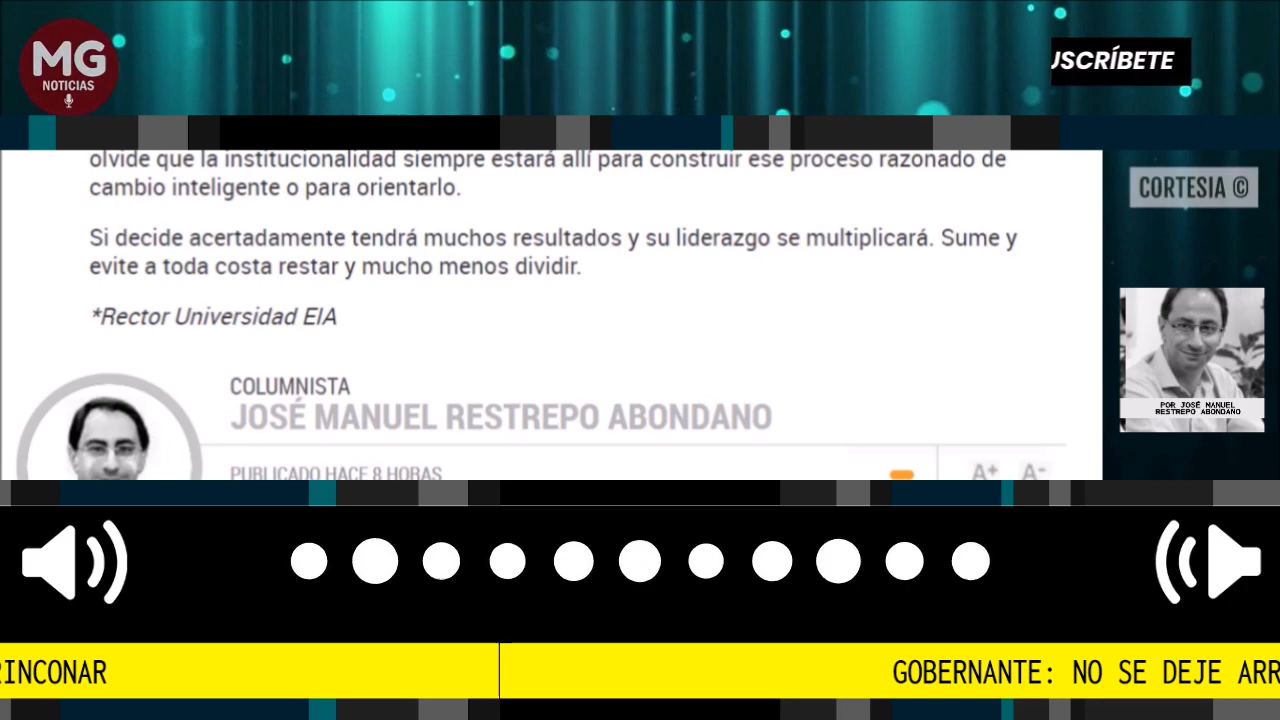 MG
NOTICIAS
USCRÍBETE
olvide que la institucionalidad siempre estará allí para construir ese proceso razonado de
cambio inteligente o para orientarlo.
CORTESIA ©
Si decide acertadamente tendrá muchos resultados y su liderazgo se multiplicará. Sume y
evite a toda costa restar y mucho menos dividir.
*Rector Universidad EIA
COLUMNISTA
JOSÉ MANUEL RESTREPO ABONDANO
POR JOSÉ MANUEL
RESTREPO ABONDANO
PUBLICADO HACE 8 HORAS
A+ A-
RINCONAR
GOBERNANTE: NO SE DEJE ARR